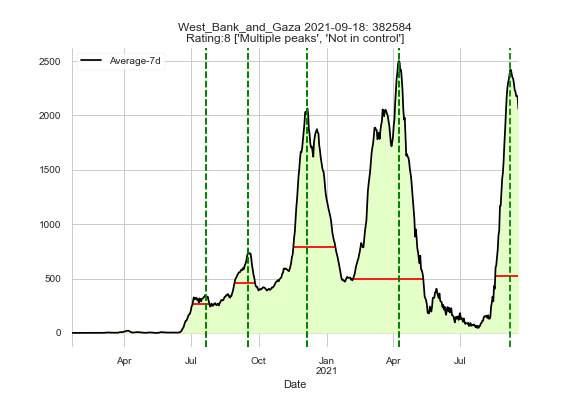 West_Bank_and_Gaza 2021-09-18: 382584
Rating:8 ['Multiple peaks', 'Not in control']
Average-7d
2500
2000
1500
1000
500
0
Apr
Jul
Oct
Jan
2021
Apr
Jul
Date